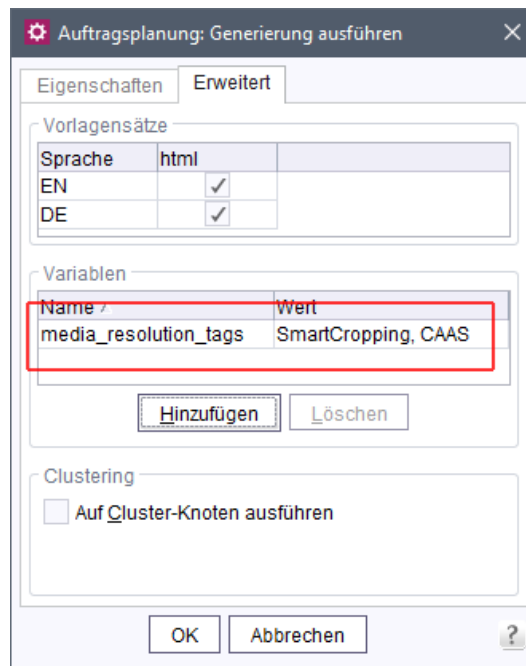 Auftragsplanung: Generierung ausführen
Eigenschaften Erweitert
Vorlagensätze
Sprache html
EN
DE
Variablen
Name Wert
media_resolution_tags SmartCropping, CAAS
Hinzufügen Löschen
Clustering
Auf Cluster-Knoten ausführen
OK Abbrechen ?